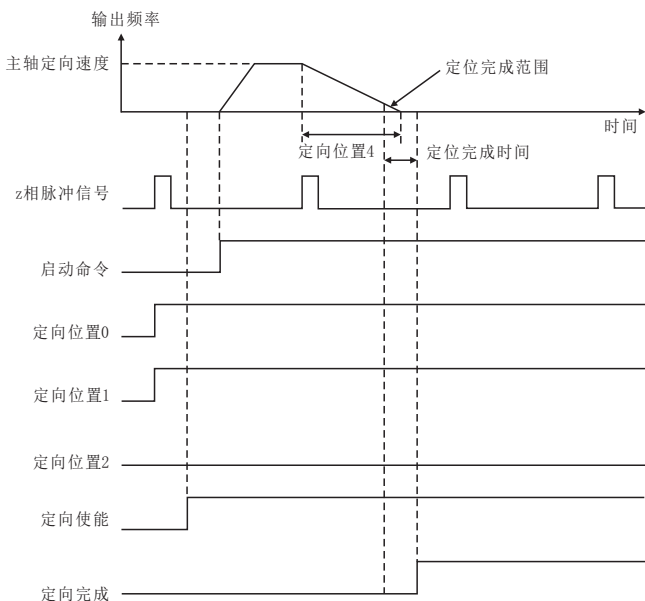 输出频率
主轴定向速度
定位完成范围
时间
定向位置4
定位完成时间
z相脉冲信号
启动命令
定向位置0
定向位置1
定向位置2
定向使能
定向完成